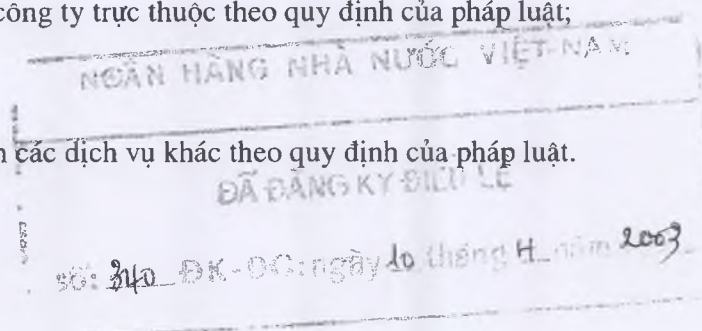 công ty trực thuộc theo quy định của pháp luật;
NGÂN HÀNG NHÀ NƯỚC VIỆT NAM
các dịch vụ khác theo quy định của pháp luật.
ĐÃ ĐĂNG KÝ ĐIỀU LỆ
số: 340 ĐK-ĐC: ngày 10 tháng 4 năm 2003